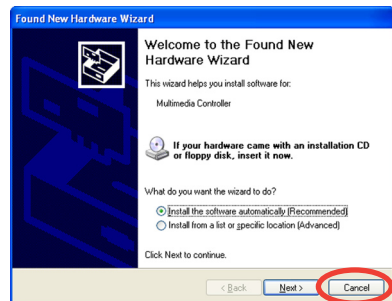 Found New Hardware Wizard
Welcome to the Found New
Hardware Wizard
This wizard helps you install software for:
Multimedia Controller
If your hardware came with an installation CD
or floppy disk, insert it now.
What do you want the wizard to do?
Install the software automatically (Recommended)
Install from a list or specific location (Advanced)
Click Next to continue.
< Back Next > Cancel